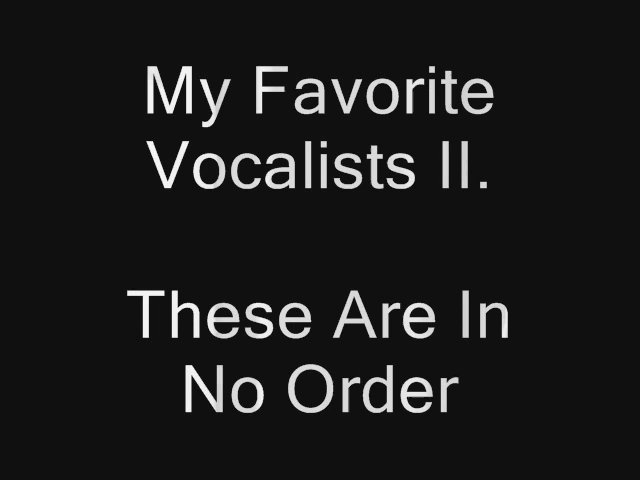 My Favorite
Vocalists II.
These Are In
No Order